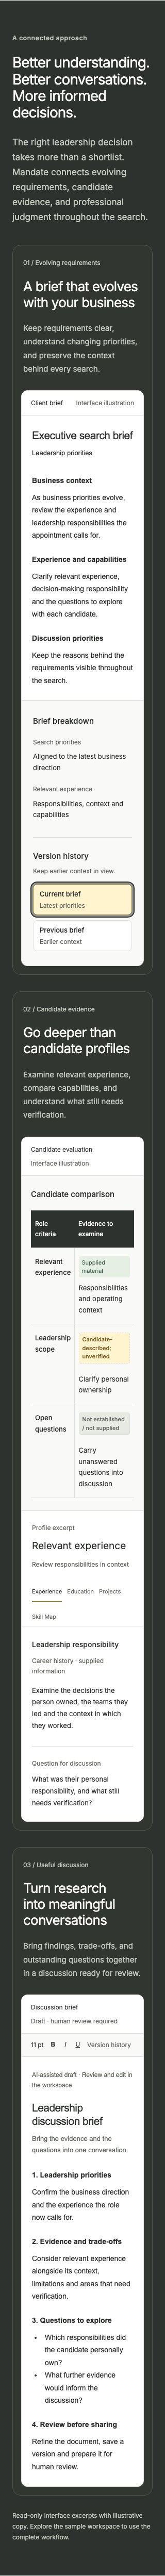 A connected approach
Better understanding.
Better conversations.
More informed
decisions.
The right leadership decision
takes more than a shortlist.
Mandate connects evolving
requirements, candidate
evidence, and professional
judgment throughout the search.
01 / Evolving requirements
A brief that evolves
with your business
Keep requirements clear,
understand changing priorities,
and preserve the context
behind every search.
Client brief Interface illustration
Executive search brief
Leadership priorities
Business context
As business priorities evolve,
review the experience and
leadership responsibilities the
appointment calls for.
Experience and capabilities
Clarify relevant experience,
decision-making responsibility
and the questions to explore
with each candidate.
Discussion priorities
Keep the reasons behind the
requirements visible throughout
the search.
Brief breakdown
Search priorities
Aligned to the latest business
direction
Relevant experience
Responsibilities, context and
capabilities
Version history
Keep earlier context in view.
Current brief
Latest priorities
Previous brief
Earlier context
02 / Candidate evidence
Go deeper than
candidate profiles
Examine relevant experience,
compare capabilities, and
understand what still needs
verification.
Candidate evaluation
Interface illustration
Candidate comparison
Role
criteria
Evidence to
examine
Relevant
experience
Supplied
material
Responsibilities
and operating
context
Leadership
scope
Candidate-
described;
unverified
Clarify personal
ownership
Open
questions
Not established
/ not supplied
Carry
unanswered
questions into
discussion
Profile excerpt
Relevant experience
Review responsibilities in context
Experience Education Projects
Skill Map
Leadership responsibility
Career history · supplied
information
Examine the decisions the
person owned, the teams they
led and the context in which
they worked.
Question for discussion
What was their personal
responsibility, and what still
needs verification?
03 / Useful discussion
Turn research
into meaningful
conversations
Bring findings, trade-offs, and
outstanding questions together
in a discussion ready for review.
Discussion brief
Draft · human review required
11 pt B I U Version history
AI-assisted draft · Review and edit in
the workspace
Leadership
discussion brief
Bring the evidence and the
questions into one conversation.
1. Leadership priorities
Confirm the business direction
and the experience the role
now calls for.
2. Evidence and trade-offs
Consider relevant experience
alongside its context,
limitations and areas that need
verification.
3. Questions to explore
• Which responsibilities did
the candidate personally
own?
• What further evidence
would inform the
discussion?
4. Review before sharing
Refine the document, save a
version and prepare it for
human review.
Read-only interface excerpts with illustrative
copy. Explore the sample workspace to use the
complete workflow.